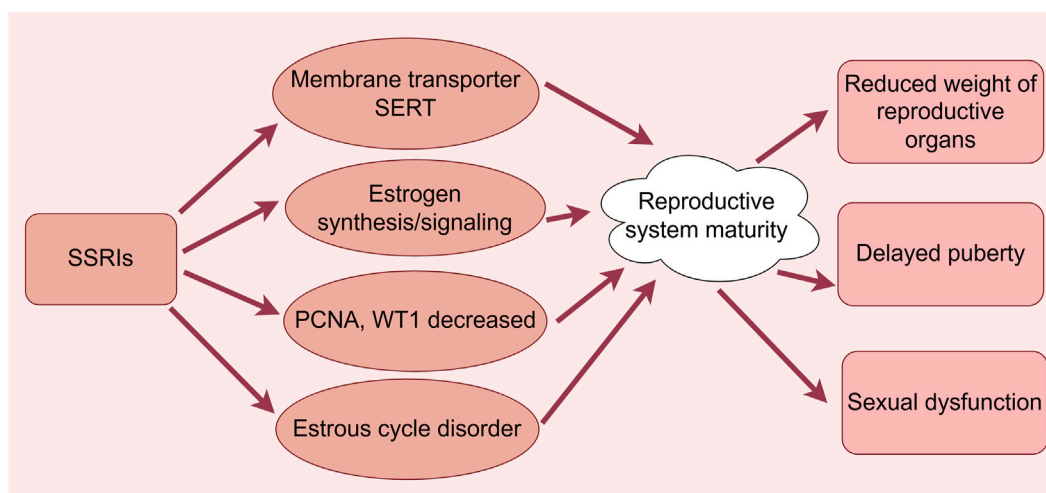 SSRIs
Membrane transporter
SERT
Estrogen
synthesis/signaling
PCNA, WT1 decreased
Estrous cycle disorder
Reproductive
system maturity
Reduced weight of
reproductive
organs
Delayed puberty
Sexual dysfunction